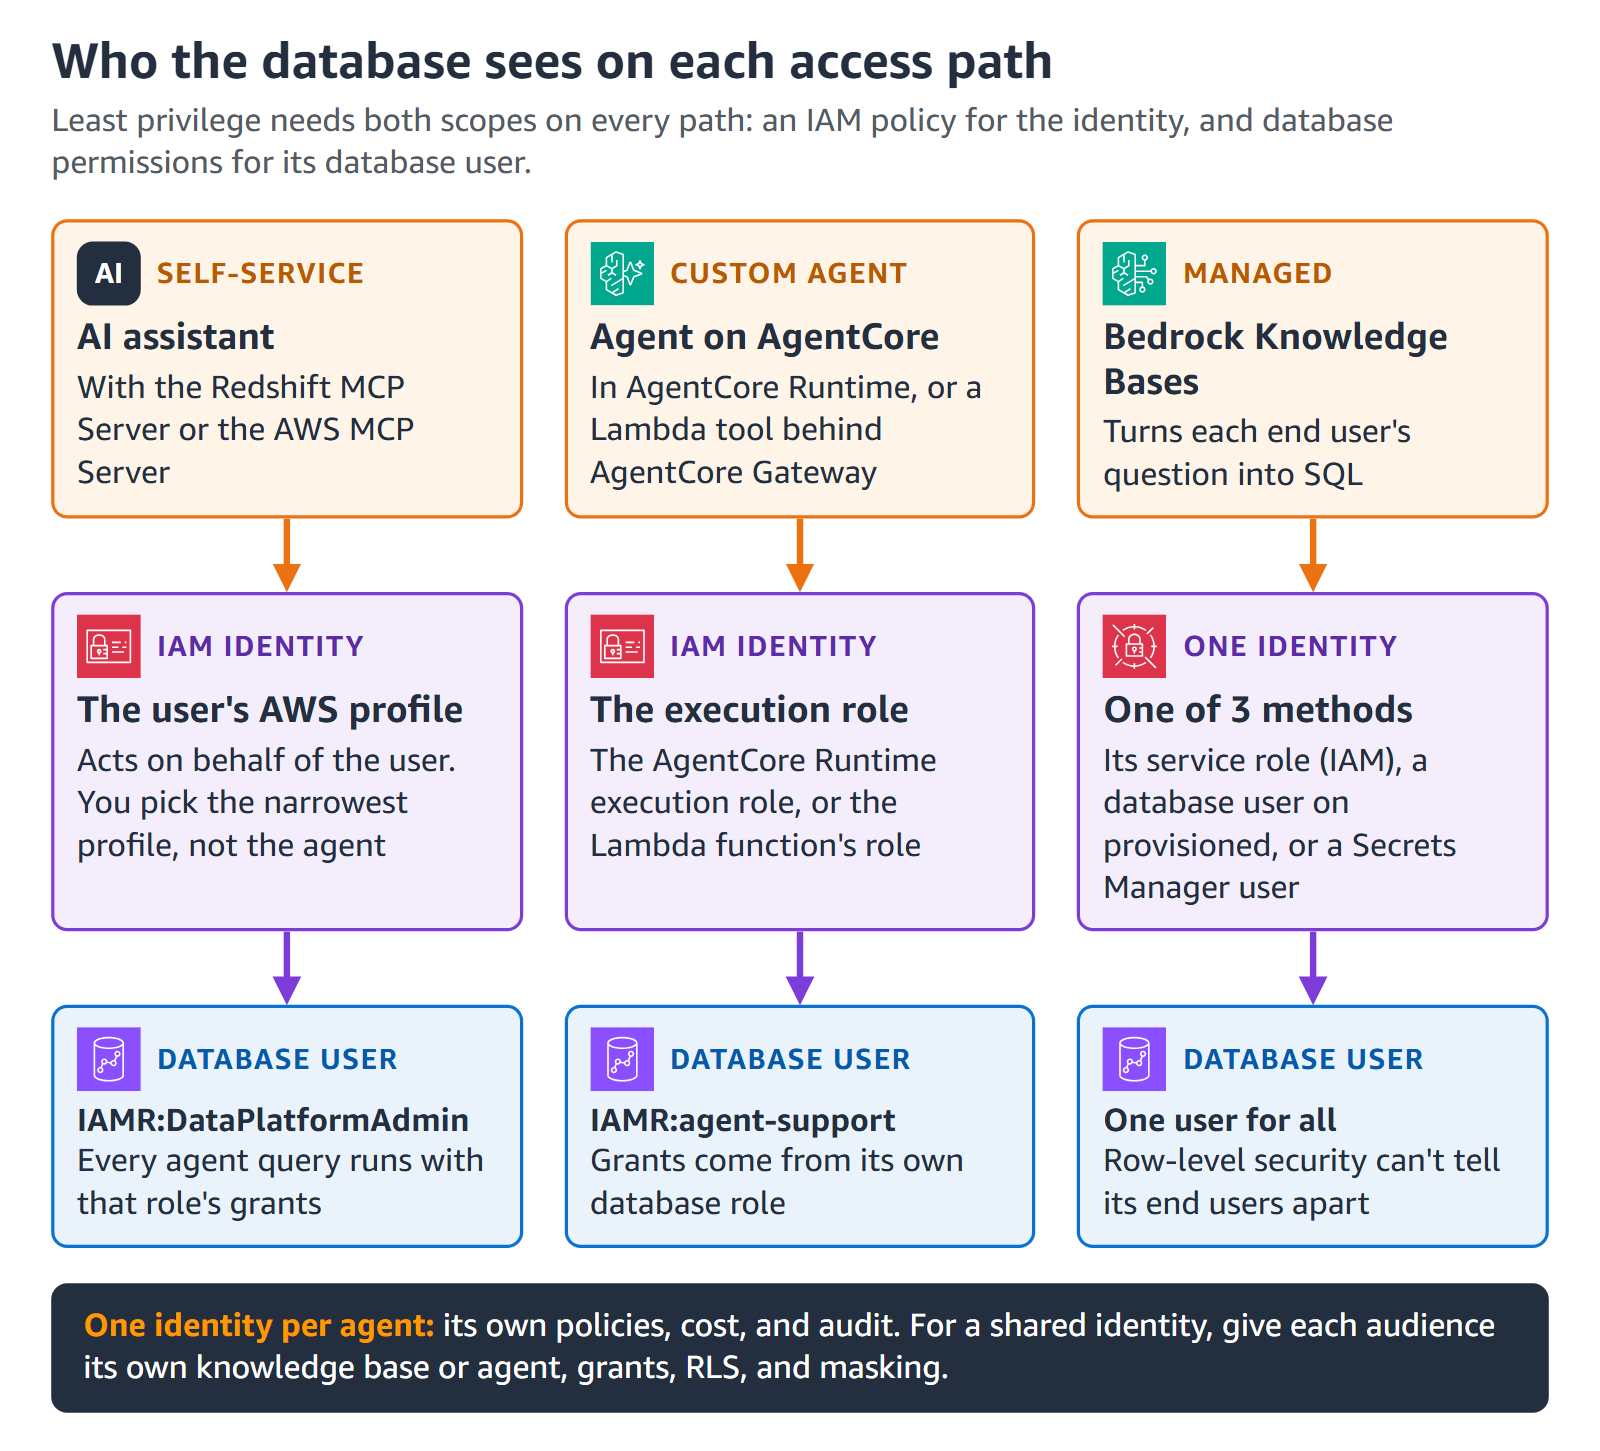 Who the database sees on each access path
Least privilege needs both scopes on every path: an IAM policy for the identity, and database
permissions for its database user.
AI
SELF-SERVICE
AI assistant
With the Redshift MCP
Server or the AWS MCP
Server
CUSTOM AGENT
Agent on AgentCore
In AgentCore Runtime, or a
Lambda tool behind
AgentCore Gateway
MANAGED
Bedrock Knowledge
Bases
Turns each end user's
question into SQL
IAM IDENTITY
The user's AWS profile
Acts on behalf of the user.
You pick the narrowest
profile, not the agent
IAM IDENTITY
The execution role
The AgentCore Runtime
execution role, or the
Lambda function's role
ONE IDENTITY
One of 3 methods
Its service role (IAM), a
database user on
provisioned, or a Secrets
Manager user
DATABASE USER
IAMR:DataPlatformAdmin
Every agent query runs with
that role's grants
DATABASE USER
IAMR:agent-support
Grants come from its own
database role
DATABASE USER
One user for all
Row-level security can't tell
its end users apart
One identity per agent: its own policies, cost, and audit. For a shared identity, give each audience
its own knowledge base or agent, grants, RLS, and masking.